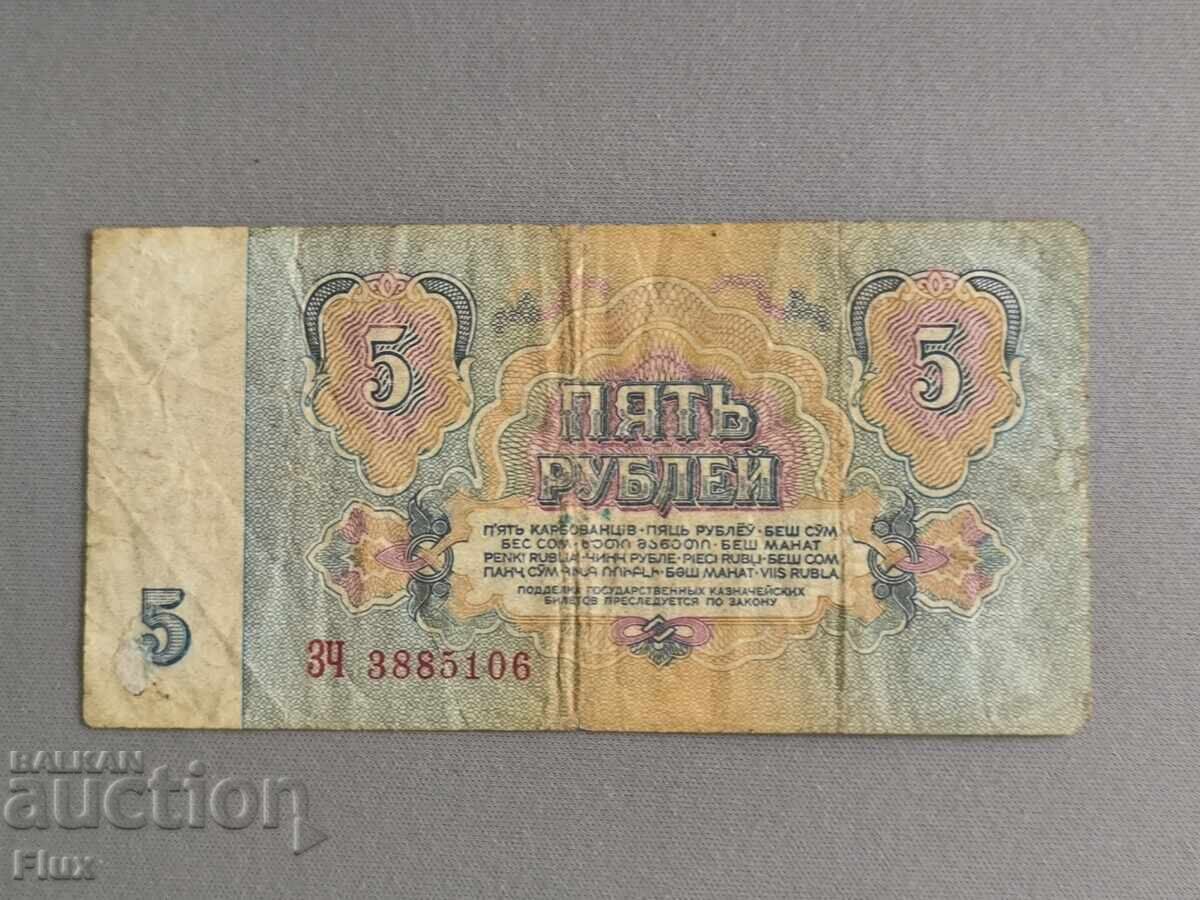 5
5
ПЯТЬ
РУБЛЕЙ
П'ЯТЬ КАРБОВАНЦІВ · ПЯЦЬ РУБЛЁЎ · БЕШ СЎМ
БЕС СОМ · ხუთი მანეთი · БЕШ МАНАТ
PENKI RUBLIAI ЧИНЧ РУБЛЕ · PIECI RUBĻI · БЕШ СОМ
ПАНҶ СӮМ ՀԻՆԳ ՌՈՒԲԼԻ · БӘШ МАНАТ · VIIS RUBLA
ПОДДЕЛКА ГОСУДАРСТВЕННЫХ КАЗНАЧЕЙСКИХ
БИЛЕТОВ ПРЕСЛЕДУЕТСЯ ПО ЗАКОНУ
5
ЗЧ 3885106
BALKAN
auction
Flux